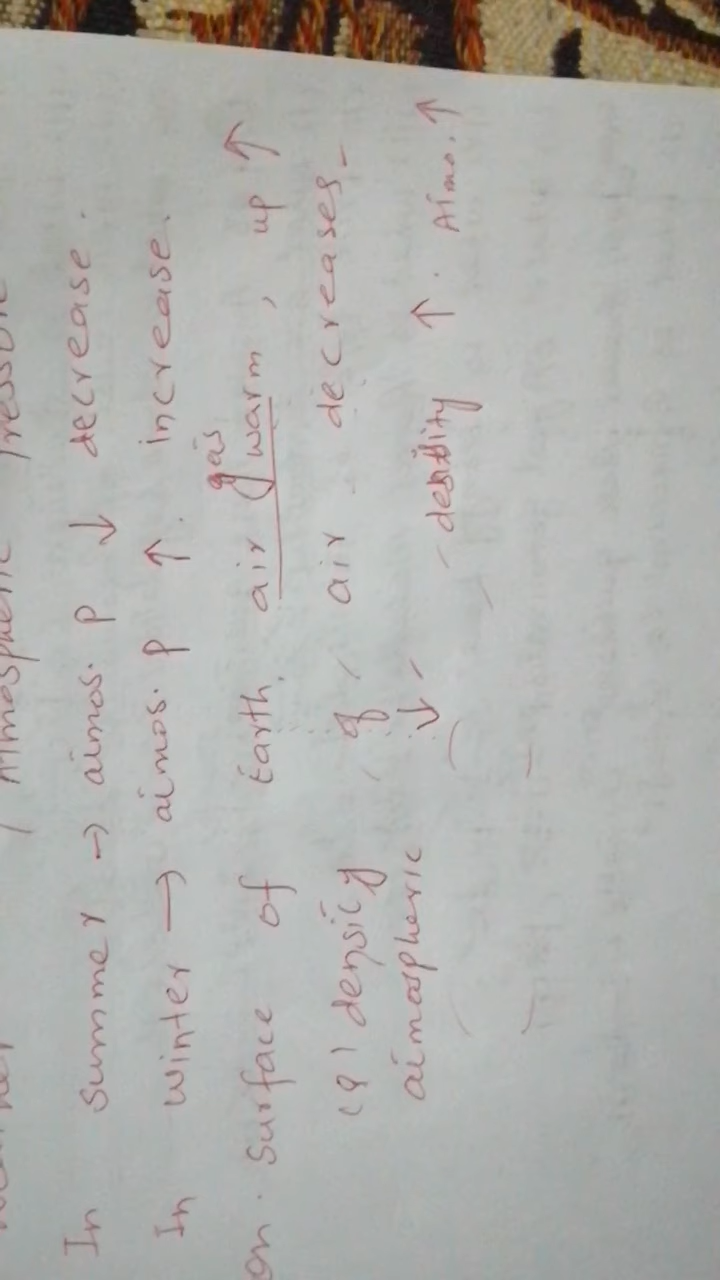 Atmospheric pressure
In summer → atmos. P ↓ decrease.
In winter → atmos. P ↑. increase.
gas
on. surface of Earth, air warm, up ↑
(ρ) density of air decreases
atmospheric ↓ density ↑. Atmo. ↑